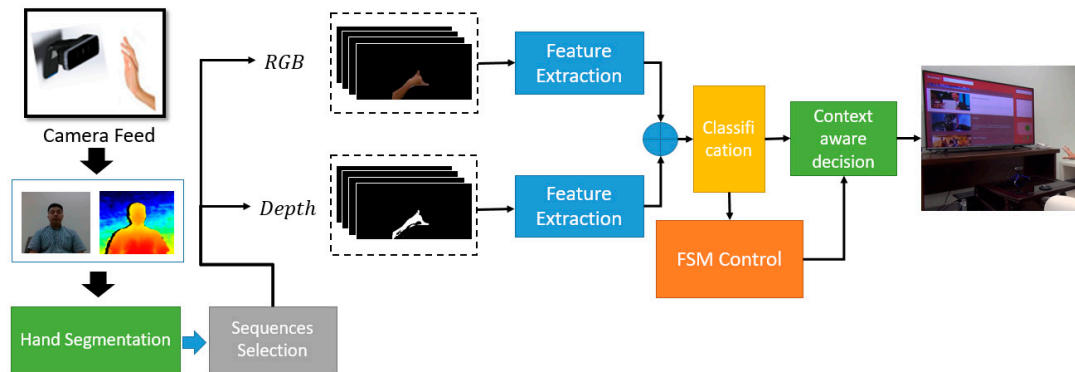 Camera Feed
Hand Segmentation
Sequences
Selection
RGB
Depth
Feature
Extraction
Feature
Extraction
Classifi
cation
FSM Control
Context
aware
decision